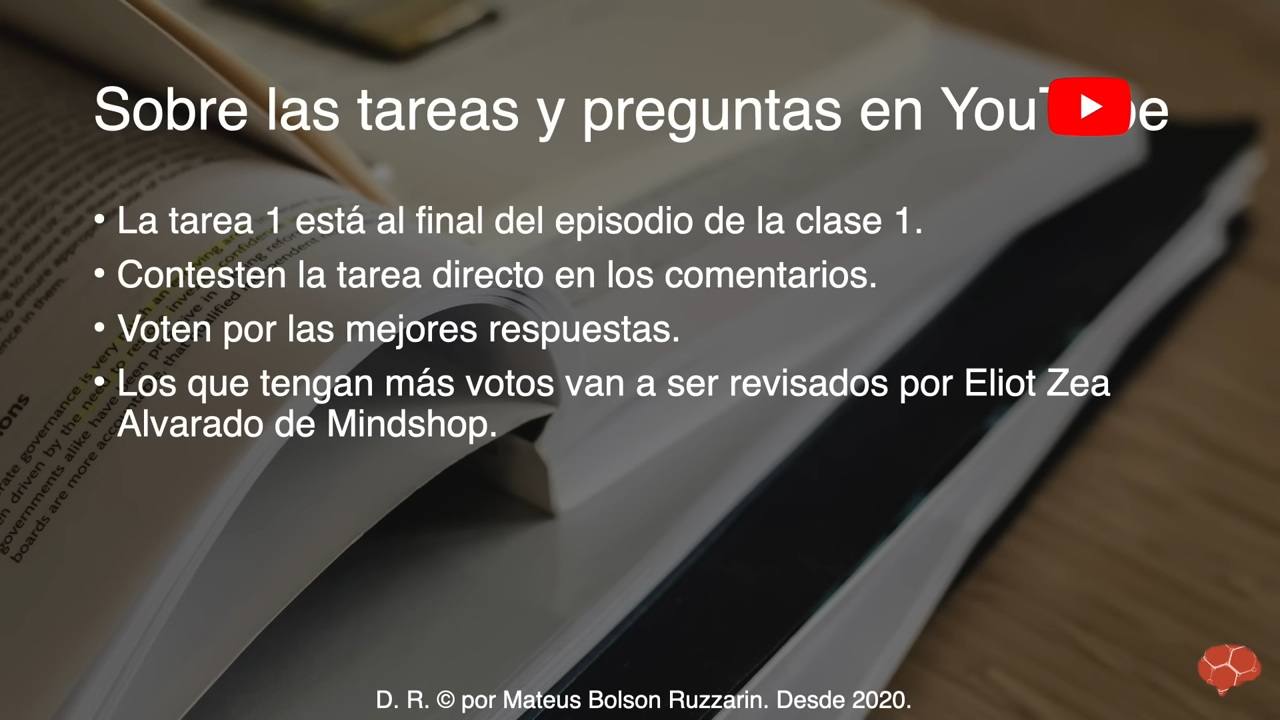 Sobre las tareas y preguntas en YouTube
• La tarea 1 está al final del episodio de la clase 1.
• Contesten la tarea directo en los comentarios.
• Voten por las mejores respuestas.
• Los que tengan más votos van a ser revisados por Eliot Zea
Alvarado de Mindshop.
D. R. © por Mateus Bolson Ruzzarin. Desde 2020.